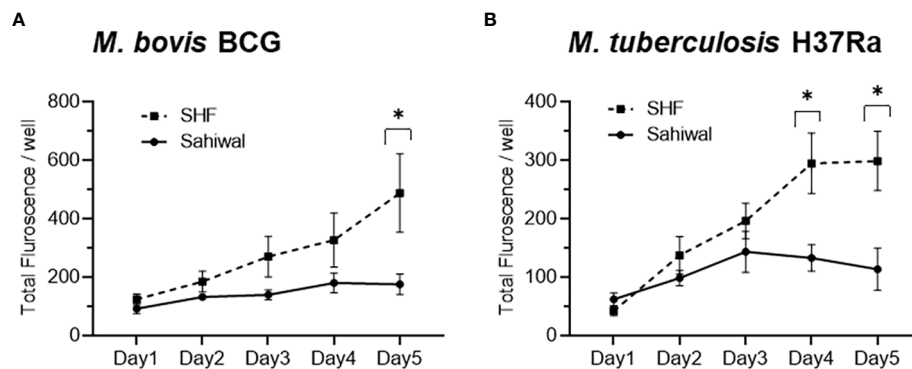 A
M. bovis BCG
800
600
400
200
0
Total Fluroscence / well
SHF
Sahiwal
*
Day1 Day2 Day3 Day4 Day5
B
M. tuberculosis H37Ra
400
300
200
100
0
Total Fluroscence / well
SHF
Sahiwal
*
*
Day1 Day2 Day3 Day4 Day5